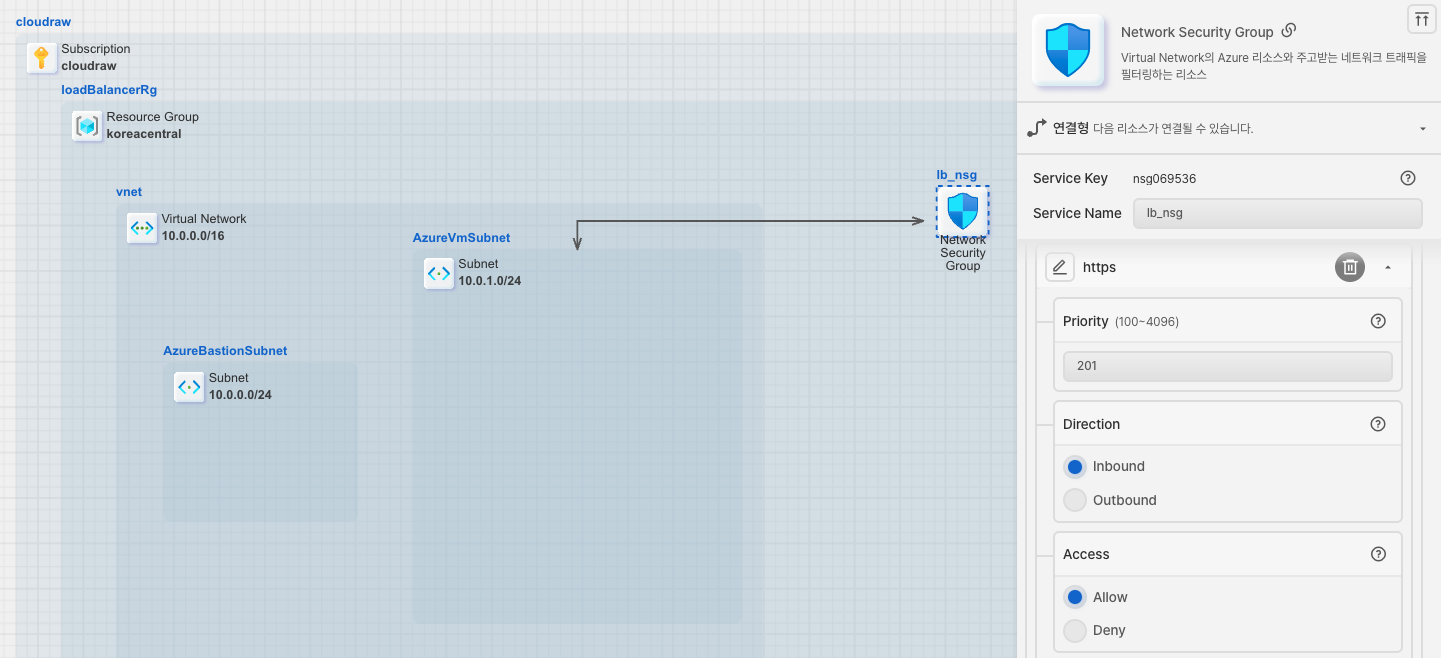 cloudraw
Subscription
cloudraw
loadBalancerRg
Resource Group
koreacentral
vnet
Virtual Network
10.0.0.0/16
AzureVmSubnet
Subnet
10.0.1.0/24
AzureBastionSubnet
Subnet
10.0.0.0/24
lb_nsg
Network
Security
Group
Network Security Group
Virtual Network의 Azure 리소스와 주고받는 네트워크 트래픽을
필터링하는 리소스
연결형 다음 리소스가 연결될 수 있습니다.
Service Key nsg069536
Service Name lb_nsg
https
Priority (100~4096)
201
Direction
Inbound
Outbound
Access
Allow
Deny